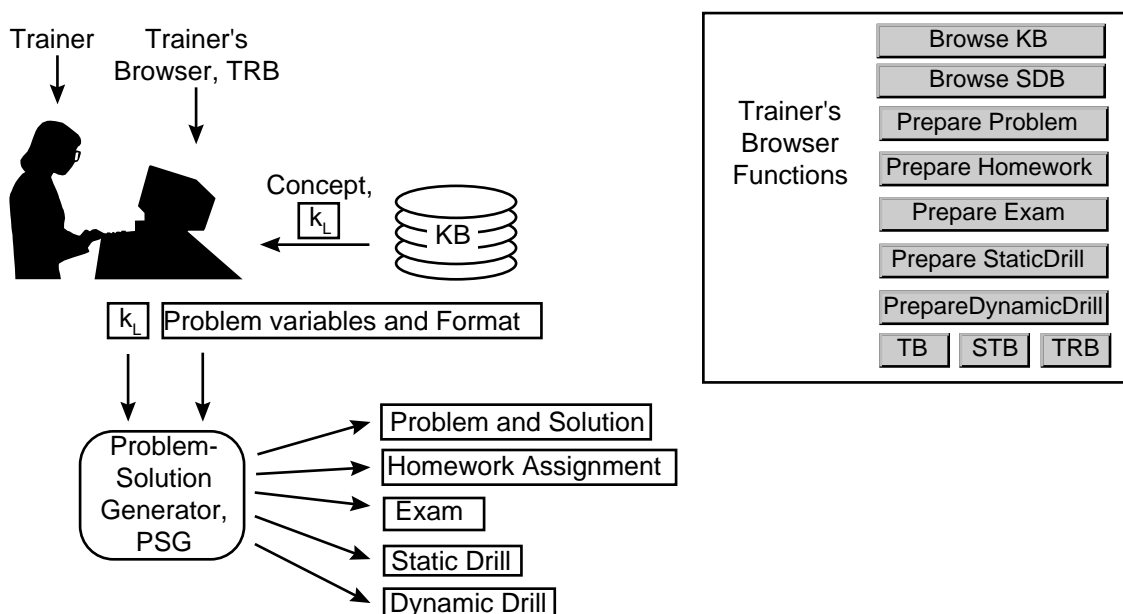 Trainer
Trainer's
Browser, TRB
Concept,
kL
KB
kL
Problem variables and Format
Problem-
Solution
Generator,
PSG
Problem and Solution
Homework Assignment
Exam
Static Drill
Dynamic Drill
Trainer's
Browser
Functions
Browse KB
Browse SDB
Prepare Problem
Prepare Homework
Prepare Exam
Prepare StaticDrill
PrepareDynamicDrill
TB
STB
TRB